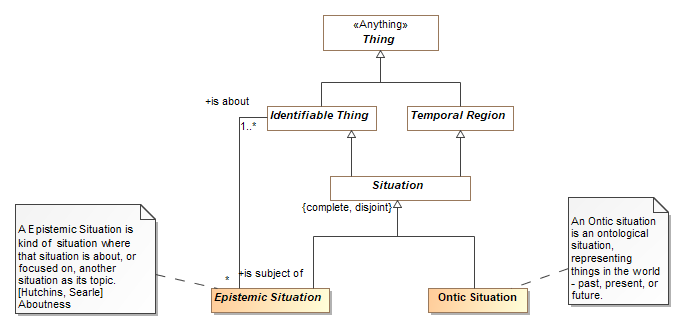 «Anything»
Thing
+is about
Identifiable Thing
Temporal Region
1..*
Situation
{complete, disjoint}
A Epistemic Situation is
kind of situation where
that situation is about, or
focused on, another
situation as its topic.
[Hutchins, Searle]
Aboutness
An Ontic situation
is an ontological
situation,
representing
things in the world
- past, present, or
future.
* +is subject of
Epistemic Situation
Ontic Situation